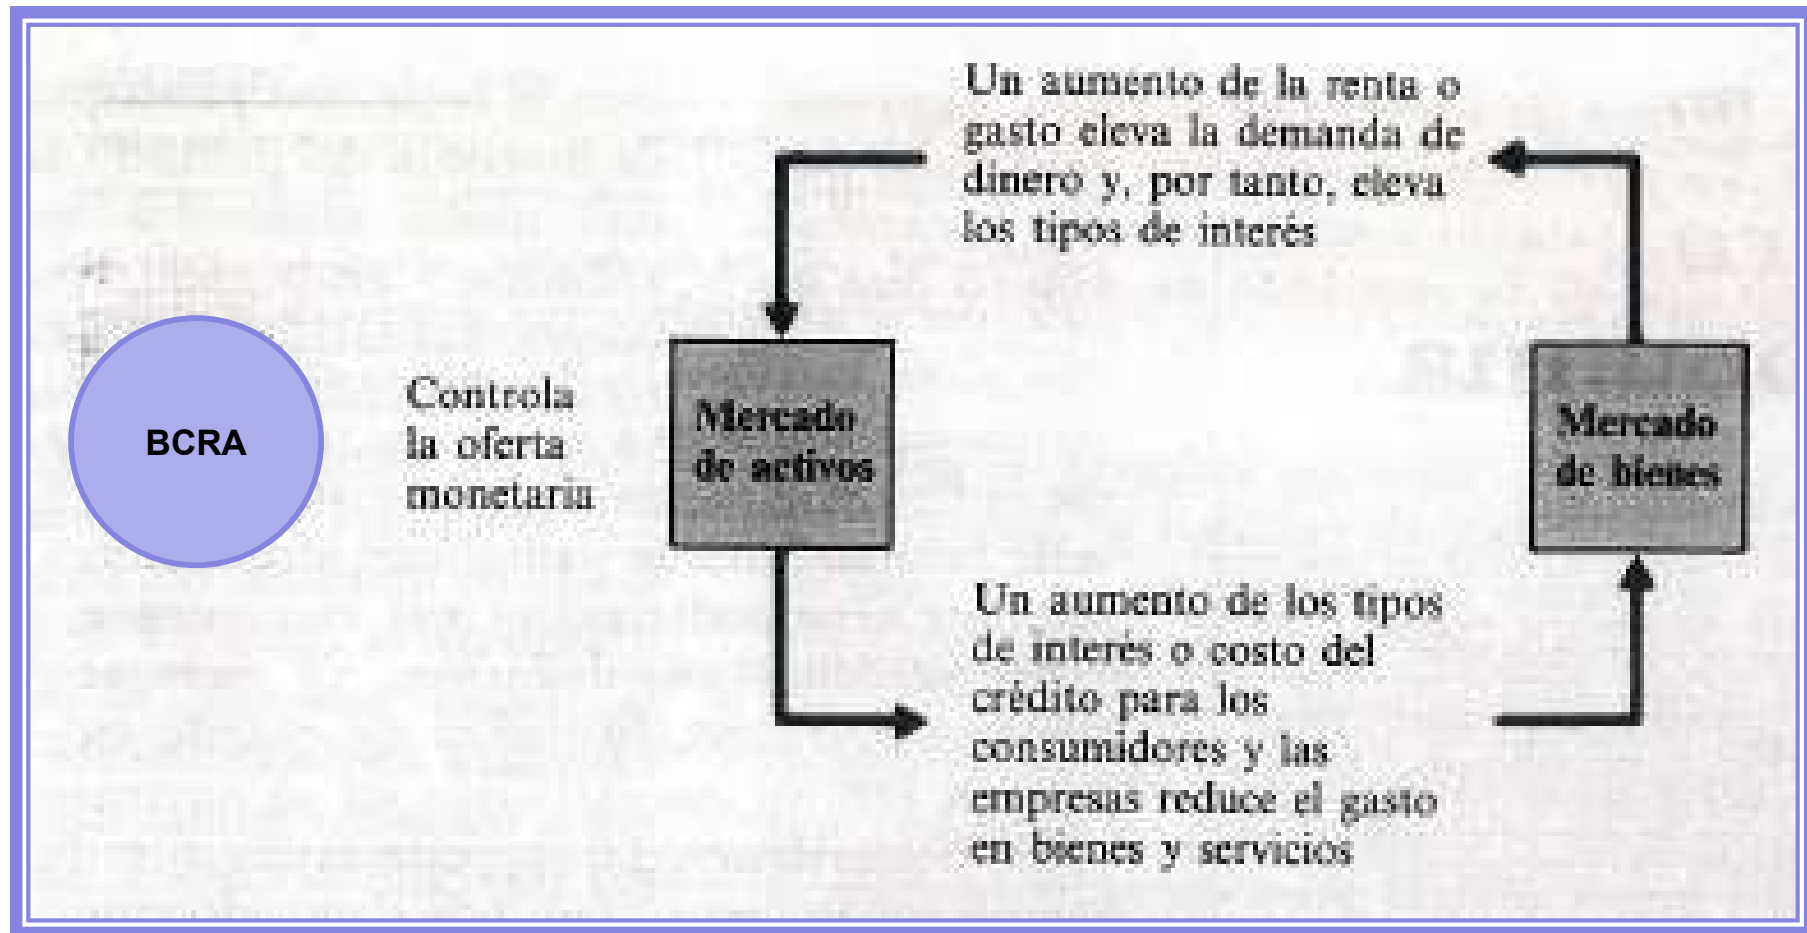 Un aumento de la renta o
gasto eleva la demanda de
dinero y, por tanto, eleva
los tipos de interés
BCRA
Controla
la oferta
monetaria
Mercado
de activos
Mercado
de bienes
Un aumento de los tipos
de interés o costo del
crédito para los
consumidores y las
empresas reduce el gasto
en bienes y servicios